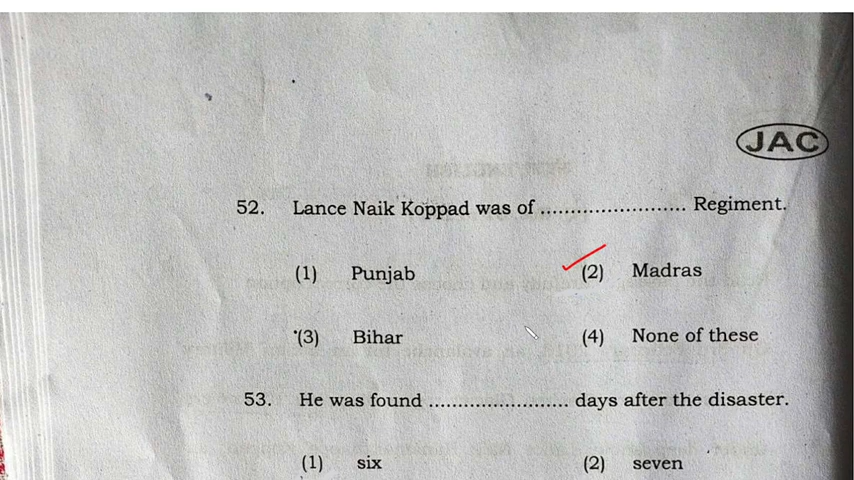 JAC
52. Lance Naik Koppad was of ........................ Regiment.
(1) Punjab (2) Madras
(3) Bihar (4) None of these
53. He was found ....................... days after the disaster.
(1) six (2) seven